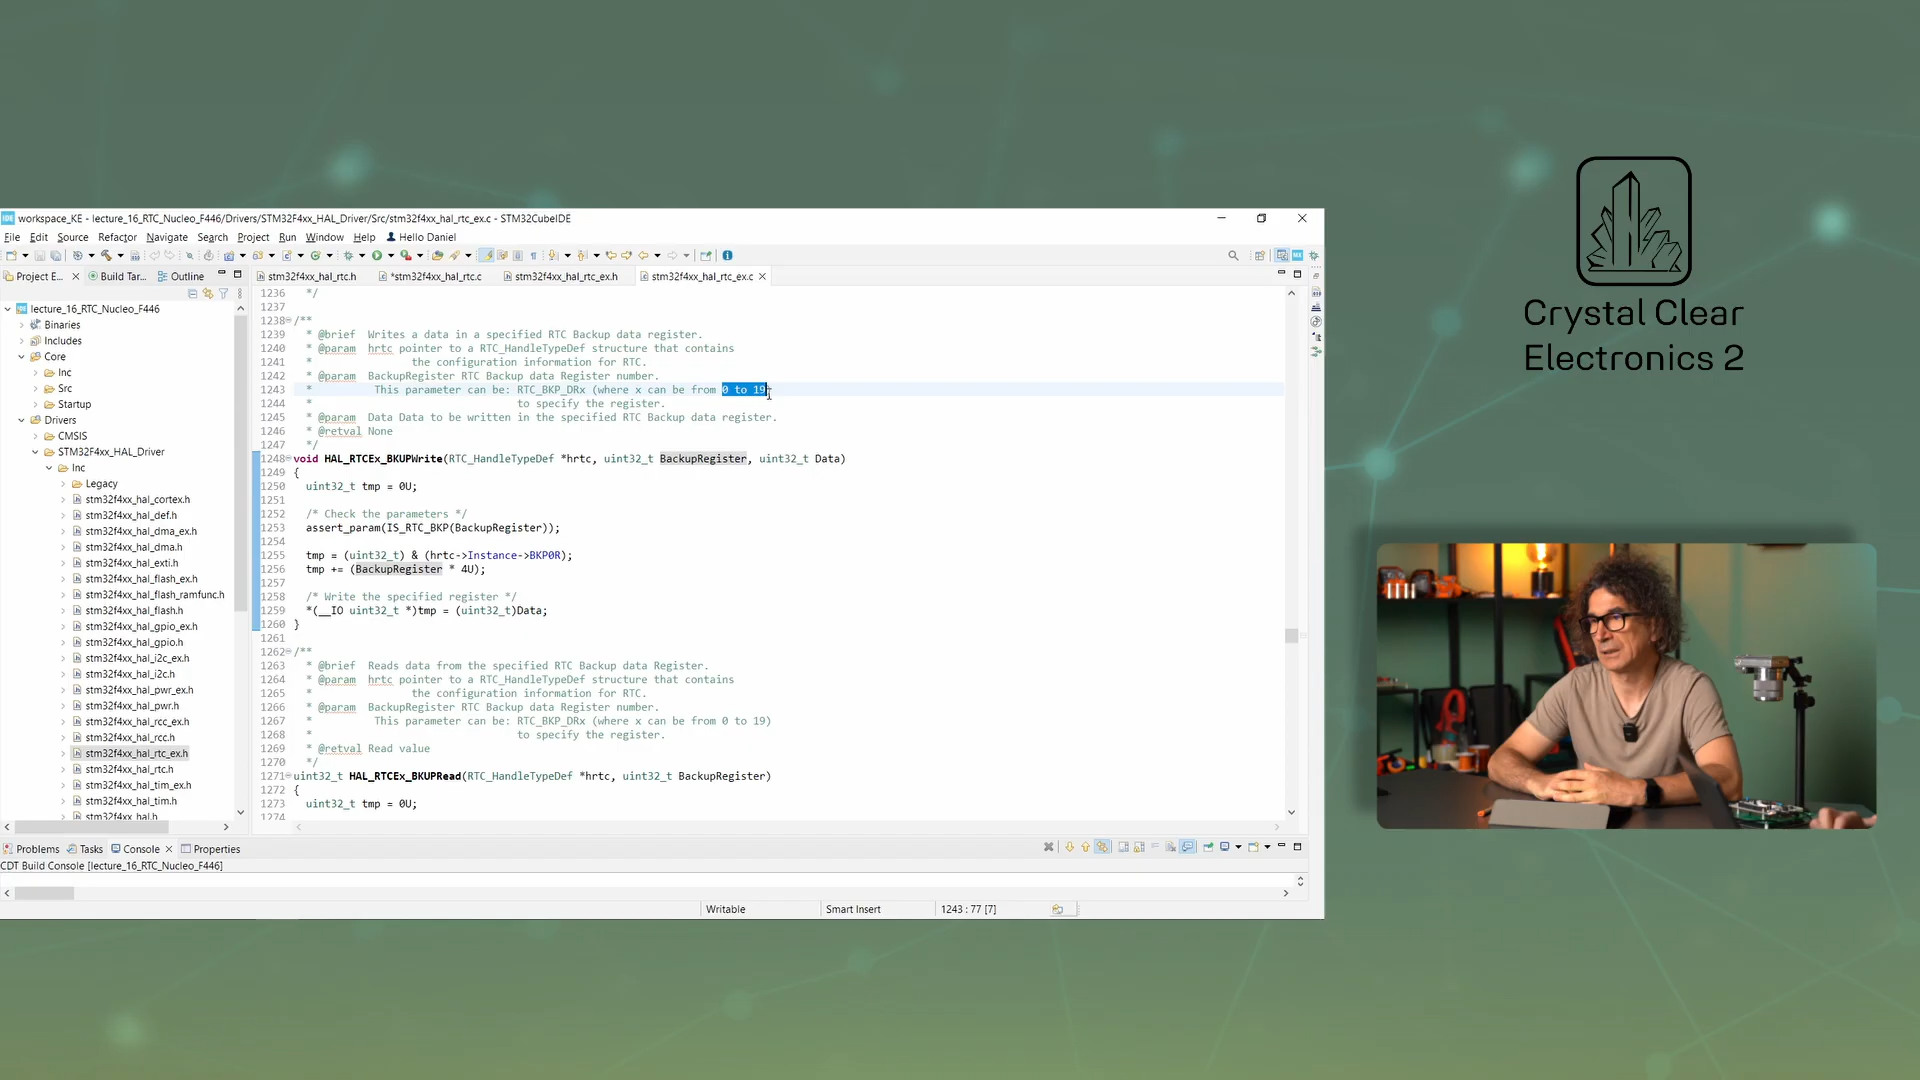 IDE workspace_KE - lecture_16_RTC_Nucleo_F446/Drivers/STM32F4xx_HAL_Driver/Src/stm32f4xx_hal_rtc_ex.c - STM32CubeIDE
File Edit Source Refactor Navigate Search Project Run Window Help Hello Daniel
Project E... Build Tar... Outline
stm32f4xx_hal_rtc.h *stm32f4xx_hal_rtc.c stm32f4xx_hal_rtc_ex.h stm32f4xx_hal_rtc_ex.c
lecture_16_RTC_Nucleo_F446
Binaries
Includes
Core
Inc
Src
Startup
Drivers
CMSIS
STM32F4xx_HAL_Driver
Inc
Legacy
stm32f4xx_hal_cortex.h
stm32f4xx_hal_def.h
stm32f4xx_hal_dma_ex.h
stm32f4xx_hal_dma.h
stm32f4xx_hal_exti.h
stm32f4xx_hal_flash_ex.h
stm32f4xx_hal_flash_ramfunc.h
stm32f4xx_hal_flash.h
stm32f4xx_hal_gpio_ex.h
stm32f4xx_hal_gpio.h
stm32f4xx_hal_i2c_ex.h
stm32f4xx_hal_i2c.h
stm32f4xx_hal_pwr_ex.h
stm32f4xx_hal_pwr.h
stm32f4xx_hal_rcc_ex.h
stm32f4xx_hal_rcc.h
stm32f4xx_hal_rtc_ex.h
stm32f4xx_hal_rtc.h
stm32f4xx_hal_tim_ex.h
stm32f4xx_hal_tim.h
stm32f4xx_hal.h
1236 */
1237
1238 /**
1239 * @brief Writes a data in a specified RTC Backup data register.
1240 * @param hrtc pointer to a RTC_HandleTypeDef structure that contains
1241 * the configuration information for RTC.
1242 * @param BackupRegister RTC Backup data Register number.
1243 * This parameter can be: RTC_BKP_DRx (where x can be from 0 to 19
1244 * to specify the register.
1245 * @param Data Data to be written in the specified RTC Backup data register.
1246 * @retval None
1247 */
1248 void HAL_RTCEx_BKUPWrite(RTC_HandleTypeDef *hrtc, uint32_t BackupRegister, uint32_t Data)
1249 {
1250 uint32_t tmp = 0U;
1251
1252 /* Check the parameters */
1253 assert_param(IS_RTC_BKP(BackupRegister));
1254
1255 tmp = (uint32_t) & (hrtc->Instance->BKP0R);
1256 tmp += (BackupRegister * 4U);
1257
1258 /* Write the specified register */
1259 *(__IO uint32_t *)tmp = (uint32_t)Data;
1260 }
1261
1262 /**
1263 * @brief Reads data from the specified RTC Backup data Register.
1264 * @param hrtc pointer to a RTC_HandleTypeDef structure that contains
1265 * the configuration information for RTC.
1266 * @param BackupRegister RTC Backup data Register number.
1267 * This parameter can be: RTC_BKP_DRx (where x can be from 0 to 19)
1268 * to specify the register.
1269 * @retval Read value
1270 */
1271 uint32_t HAL_RTCEx_BKUPRead(RTC_HandleTypeDef *hrtc, uint32_t BackupRegister)
1272 {
1273 uint32_t tmp = 0U;
1274
Problems Tasks Console Properties
CDT Build Console [lecture_16_RTC_Nucleo_F446]
Writable Smart Insert 1243 : 77 [7]
Crystal Clear
Electronics 2